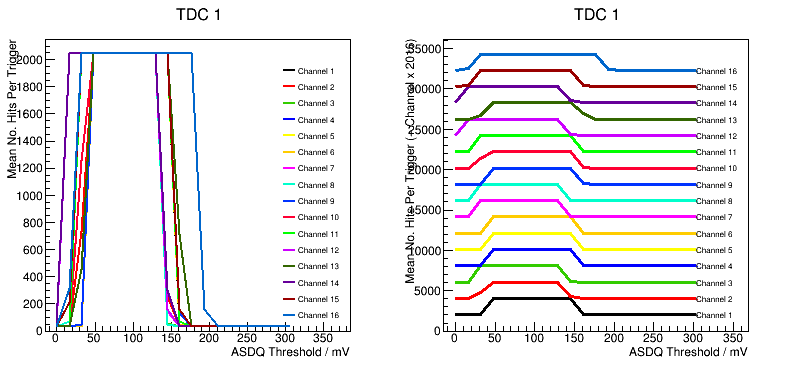 TDC 1
Mean No. Hits Per Trigger
2000
1800
1600
1400
1200
1000
800
600
400
200
0
0 50 100 150 200 250 300 350
ASDQ Threshold / mV
Channel 1
Channel 2
Channel 3
Channel 4
Channel 5
Channel 6
Channel 7
Channel 8
Channel 9
Channel 10
Channel 11
Channel 12
Channel 13
Channel 14
Channel 15
Channel 16
TDC 1
Mean No. Hits Per Trigger (+ Channel x 2016)
35000
30000
25000
20000
15000
10000
5000
0
0 50 100 150 200 250 300 350
ASDQ Threshold / mV
Channel 16
Channel 15
Channel 14
Channel 13
Channel 12
Channel 11
Channel 10
Channel 9
Channel 8
Channel 7
Channel 6
Channel 5
Channel 4
Channel 3
Channel 2
Channel 1